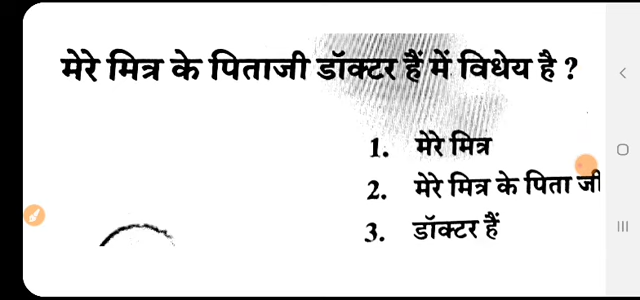 मेरे मित्र के पिताजी डॉक्टर हैं में विधेय है ?
1. मेरे मित्र
2. मेरे मित्र के पिता जी
3. डॉक्टर हैं